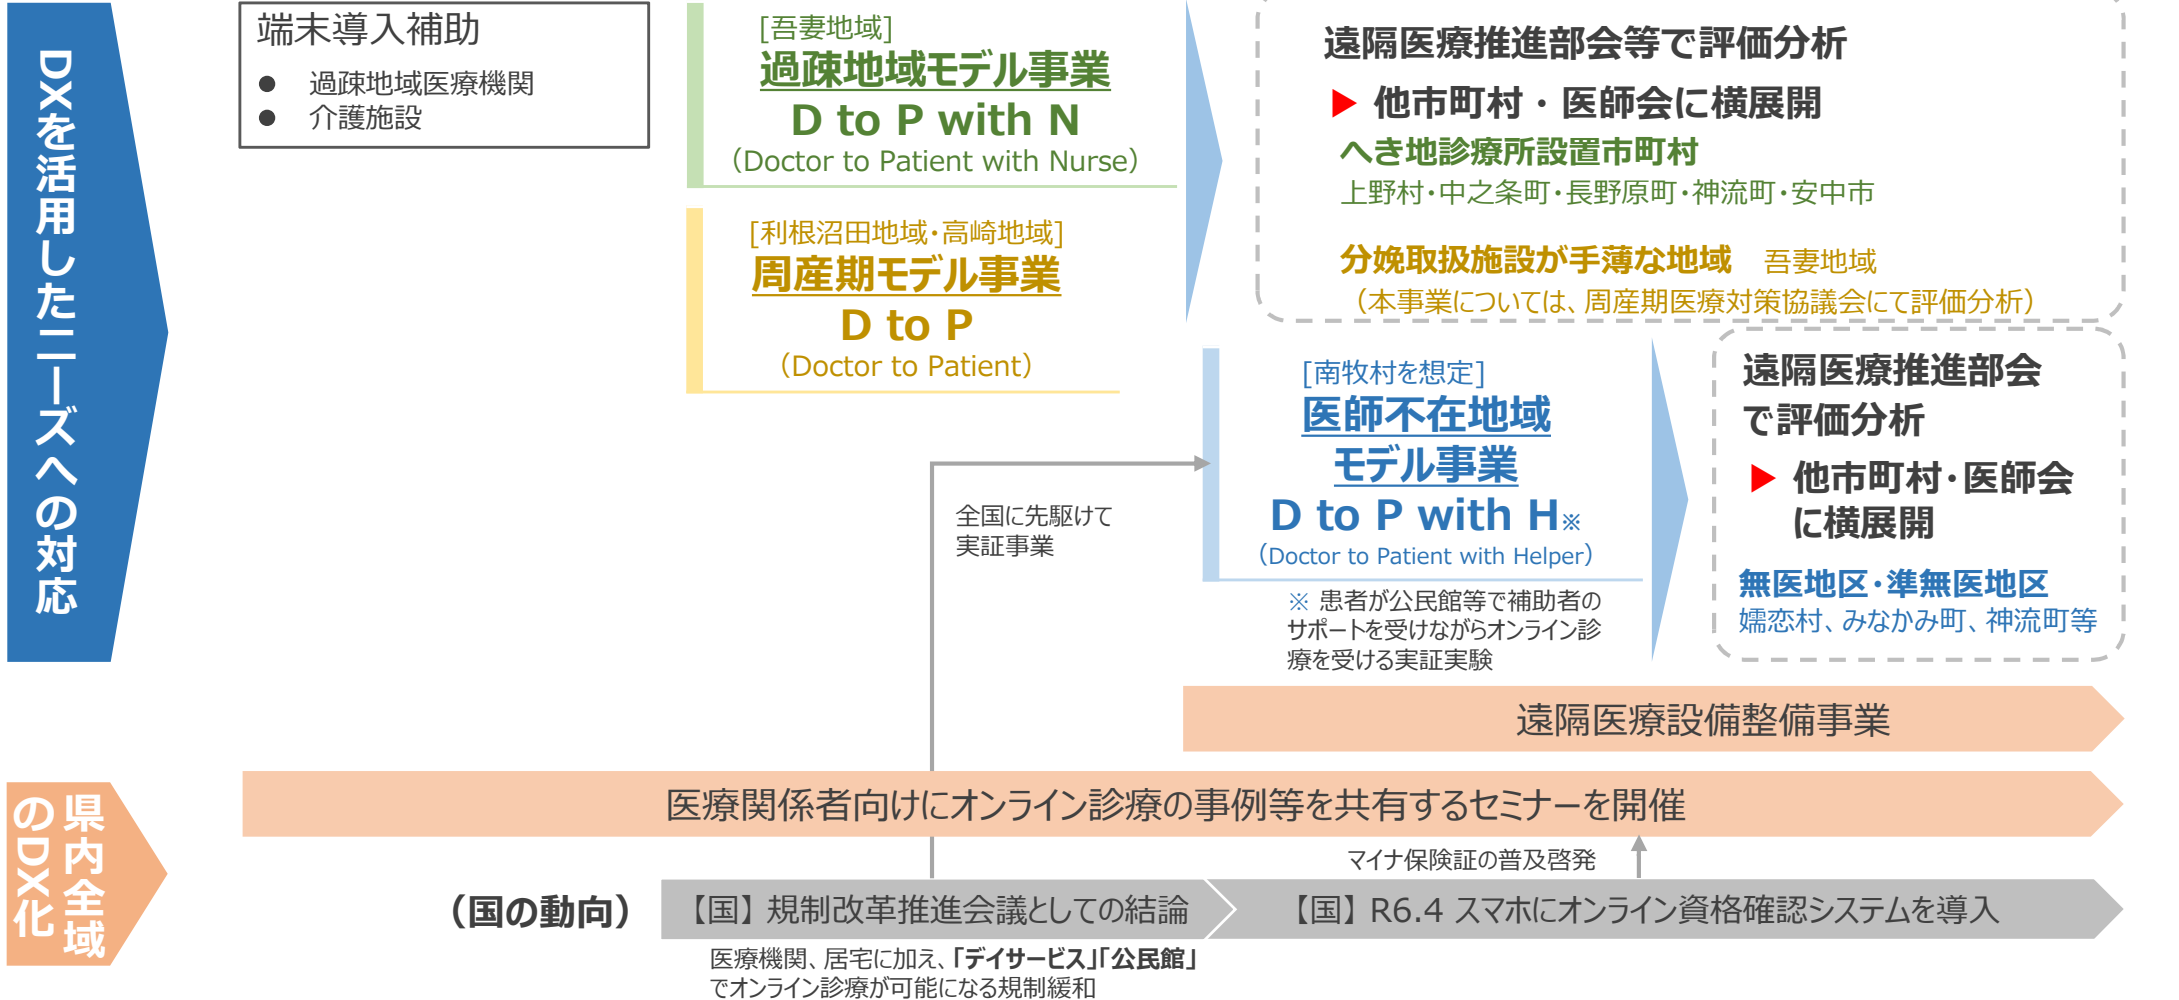 DXを活用したニーズへの対応
端末導入補助
● 過疎地域医療機関
● 介護施設
[吾妻地域]
過疎地域モデル事業
D to P with N
（Doctor to Patient with Nurse）
[利根沼田地域・高崎地域]
周産期モデル事業
D to P
（Doctor to Patient）
遠隔医療推進部会等で評価分析
▶ 他市町村・医師会に横展開
へき地診療所設置市町村
上野村・中之条町・長野原町・神流町・安中市
分娩取扱施設が手薄な地域　吾妻地域
（本事業については、周産期医療対策協議会にて評価分析）
全国に先駆けて
実証事業
[南牧村を想定]
医師不在地域
モデル事業
D to P with H※
（Doctor to Patient with Helper）
※ 患者が公民館等で補助者の
サポートを受けながらオンライン診
療を受ける実証実験
遠隔医療推進部会
で評価分析
▶ 他市町村・医師会
に横展開
無医地区・準無医地区
嬬恋村、みなかみ町、神流町等
遠隔医療設備整備事業
県内全域
のDX化
医療関係者向けにオンライン診療の事例等を共有するセミナーを開催
マイナ保険証の普及啓発
（国の動向）
【国】規制改革推進会議としての結論
【国】R6.4 スマホにオンライン資格確認システムを導入
医療機関、居宅に加え、「デイサービス」「公民館」
でオンライン診療が可能になる規制緩和